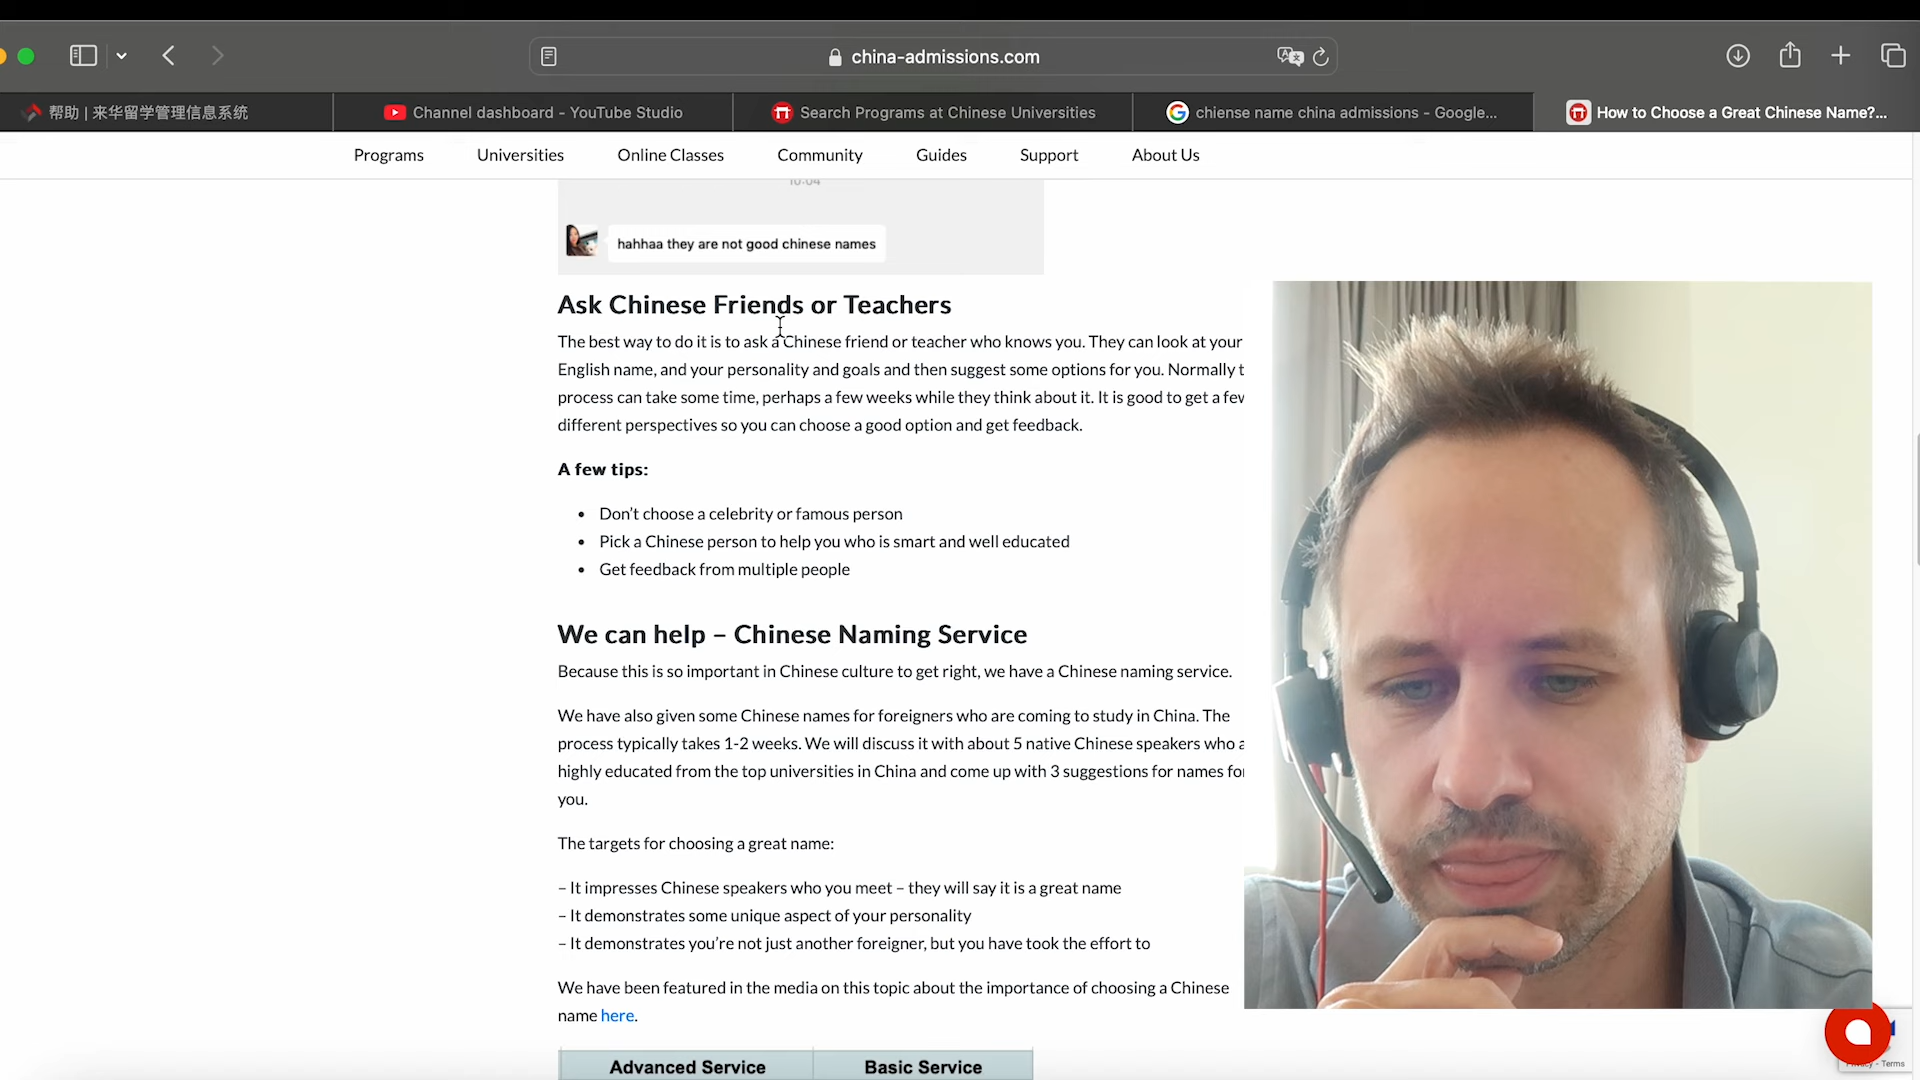 china-admissions.com
帮助 | 来华留学管理信息系统
Channel dashboard - YouTube Studio
Search Programs at Chinese Universities
chiense name china admissions - Google...
How to Choose a Great Chinese Name?...
Programs Universities Online Classes Community Guides Support About Us
10:04
hahhaa they are not good chinese names
Ask Chinese Friends or Teachers
The best way to do it is to ask a Chinese friend or teacher who knows you. They can look at your
English name, and your personality and goals and then suggest some options for you. Normally t
process can take some time, perhaps a few weeks while they think about it. It is good to get a few
different perspectives so you can choose a good option and get feedback.
A few tips:
• Don't choose a celebrity or famous person
• Pick a Chinese person to help you who is smart and well educated
• Get feedback from multiple people
We can help – Chinese Naming Service
Because this is so important in Chinese culture to get right, we have a Chinese naming service.
We have also given some Chinese names for foreigners who are coming to study in China. The
process typically takes 1-2 weeks. We will discuss it with about 5 native Chinese speakers who a
highly educated from the top universities in China and come up with 3 suggestions for names for
you.
The targets for choosing a great name:
– It impresses Chinese speakers who you meet – they will say it is a great name
– It demonstrates some unique aspect of your personality
– It demonstrates you're not just another foreigner, but you have took the effort to
We have been featured in the media on this topic about the importance of choosing a Chinese
name here.
Advanced Service Basic Service
- Terms